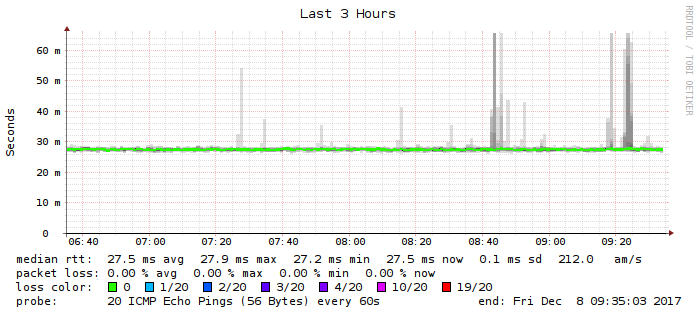 Last 3 Hours
RRDTOOL / TOBI OETIKER
Seconds
60 m
50 m
40 m
30 m
20 m
10 m
0
06:40 07:00 07:20 07:40 08:00 08:20 08:40 09:00 09:20
median rtt: 27.5 ms avg 27.9 ms max 27.2 ms min 27.5 ms now 0.1 ms sd 212.0 am/s
packet loss: 0.00 % avg 0.00 % max 0.00 % min 0.00 % now
loss color: 0 1/20 2/20 3/20 4/20 10/20 19/20
probe: 20 ICMP Echo Pings (56 Bytes) every 60s end: Fri Dec 8 09:35:03 2017